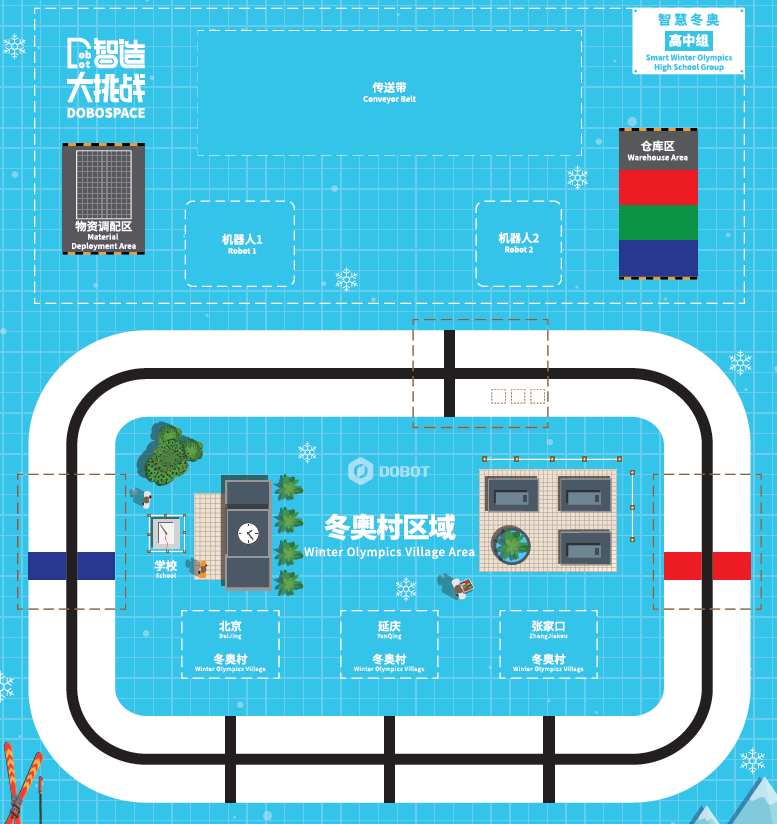 Dobot 智造
大挑战
DOBOSPACE
智慧冬奥
高中组
Smart Winter Olympics
High School Group
传送带
Conveyor Belt
仓库区
Warehouse Area
物资调配区
Material
Deployment Area
机器人1
Robot 1
机器人2
Robot 2
DOBOT
冬奥村区域
Winter Olympics Village Area
学校
School
北京
BeiJing
冬奥村
Winter Olympics Village
延庆
YanQing
冬奥村
Winter Olympics Village
张家口
ZhangJiakou
冬奥村
Winter Olympics Village